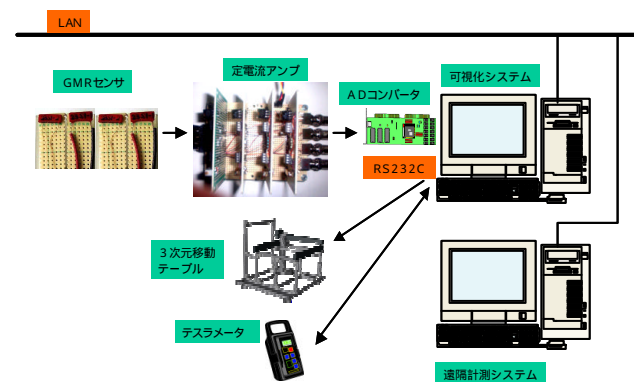 LAN
GMRセンサ
定電流アンプ
ADコンバータ
可視化システム
RS232C
3次元移動
テーブル
テスラメータ
遠隔計測システム